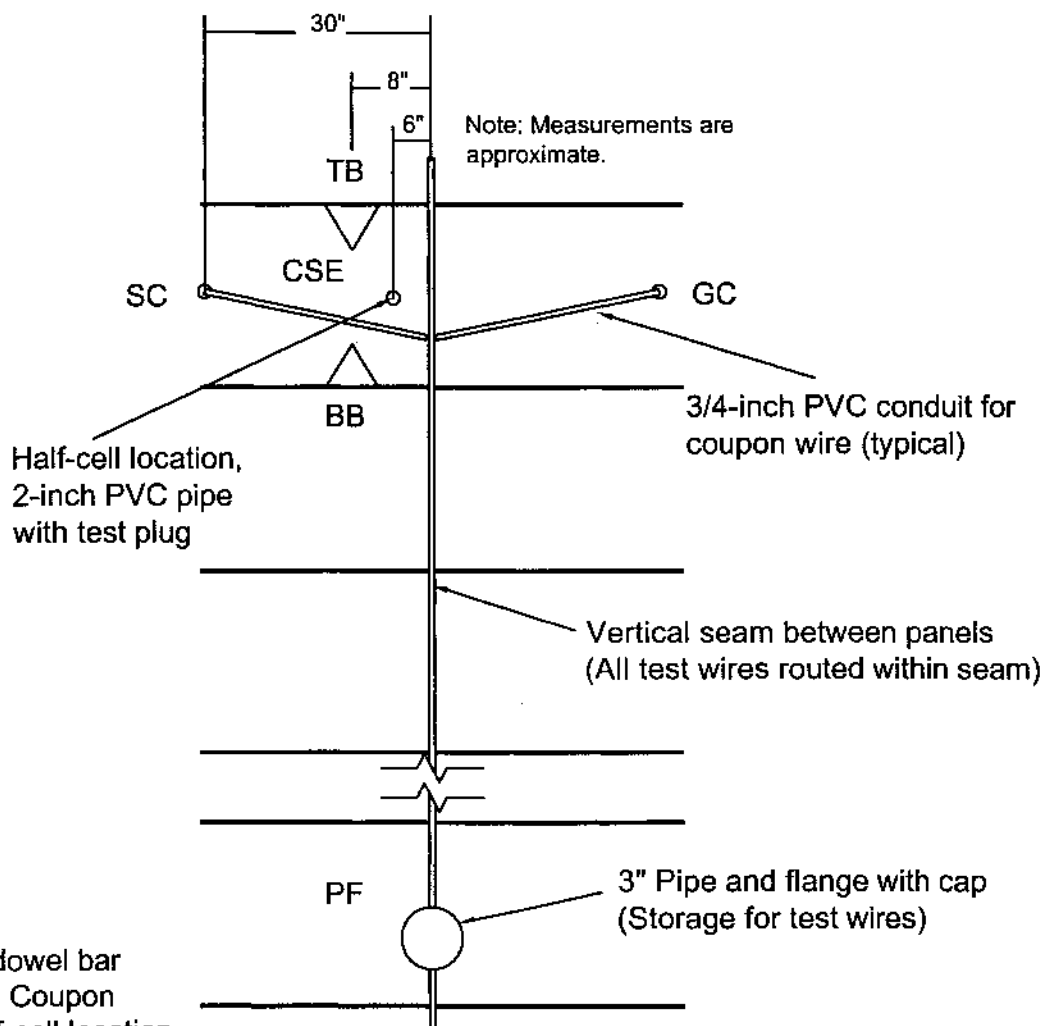 30"
8"
6"
Note: Measurements are
approximate.
TB
CSE
SC
GC
BB
3/4-inch PVC conduit for
coupon wire (typical)
Half-cell location,
2-inch PVC pipe
with test plug
Vertical seam between panels
(All test wires routed within seam)
PF
3" Pipe and flange with cap
(Storage for test wires)
dowel bar
Coupon
cell location